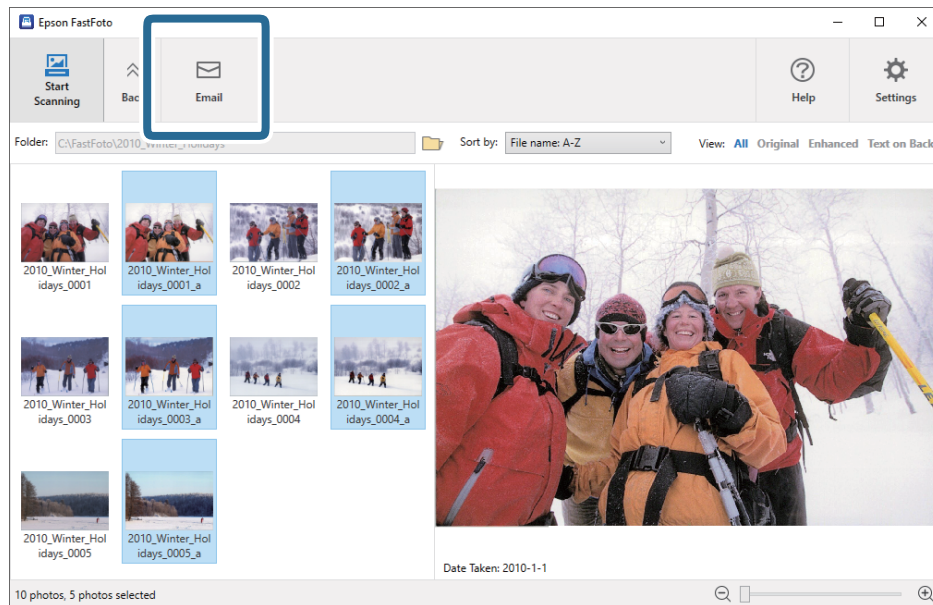 Epson FastFoto
Start
Scanning
Bac
Email
Help
Settings
Folder: C:\FastFoto\2010_Winter_Holidays
Sort by: File name: A-Z
View: All Original Enhanced Text on Back
2010_Winter_Hol
idays_0001
2010_Winter_Hol
idays_0001_a
2010_Winter_Hol
idays_0002
2010_Winter_Hol
idays_0002_a
2010_Winter_Hol
idays_0003
2010_Winter_Hol
idays_0003_a
2010_Winter_Hol
idays_0004
2010_Winter_Hol
idays_0004_a
2010_Winter_Hol
idays_0005
2010_Winter_Hol
idays_0005_a
Date Taken: 2010-1-1
10 photos, 5 photos selected